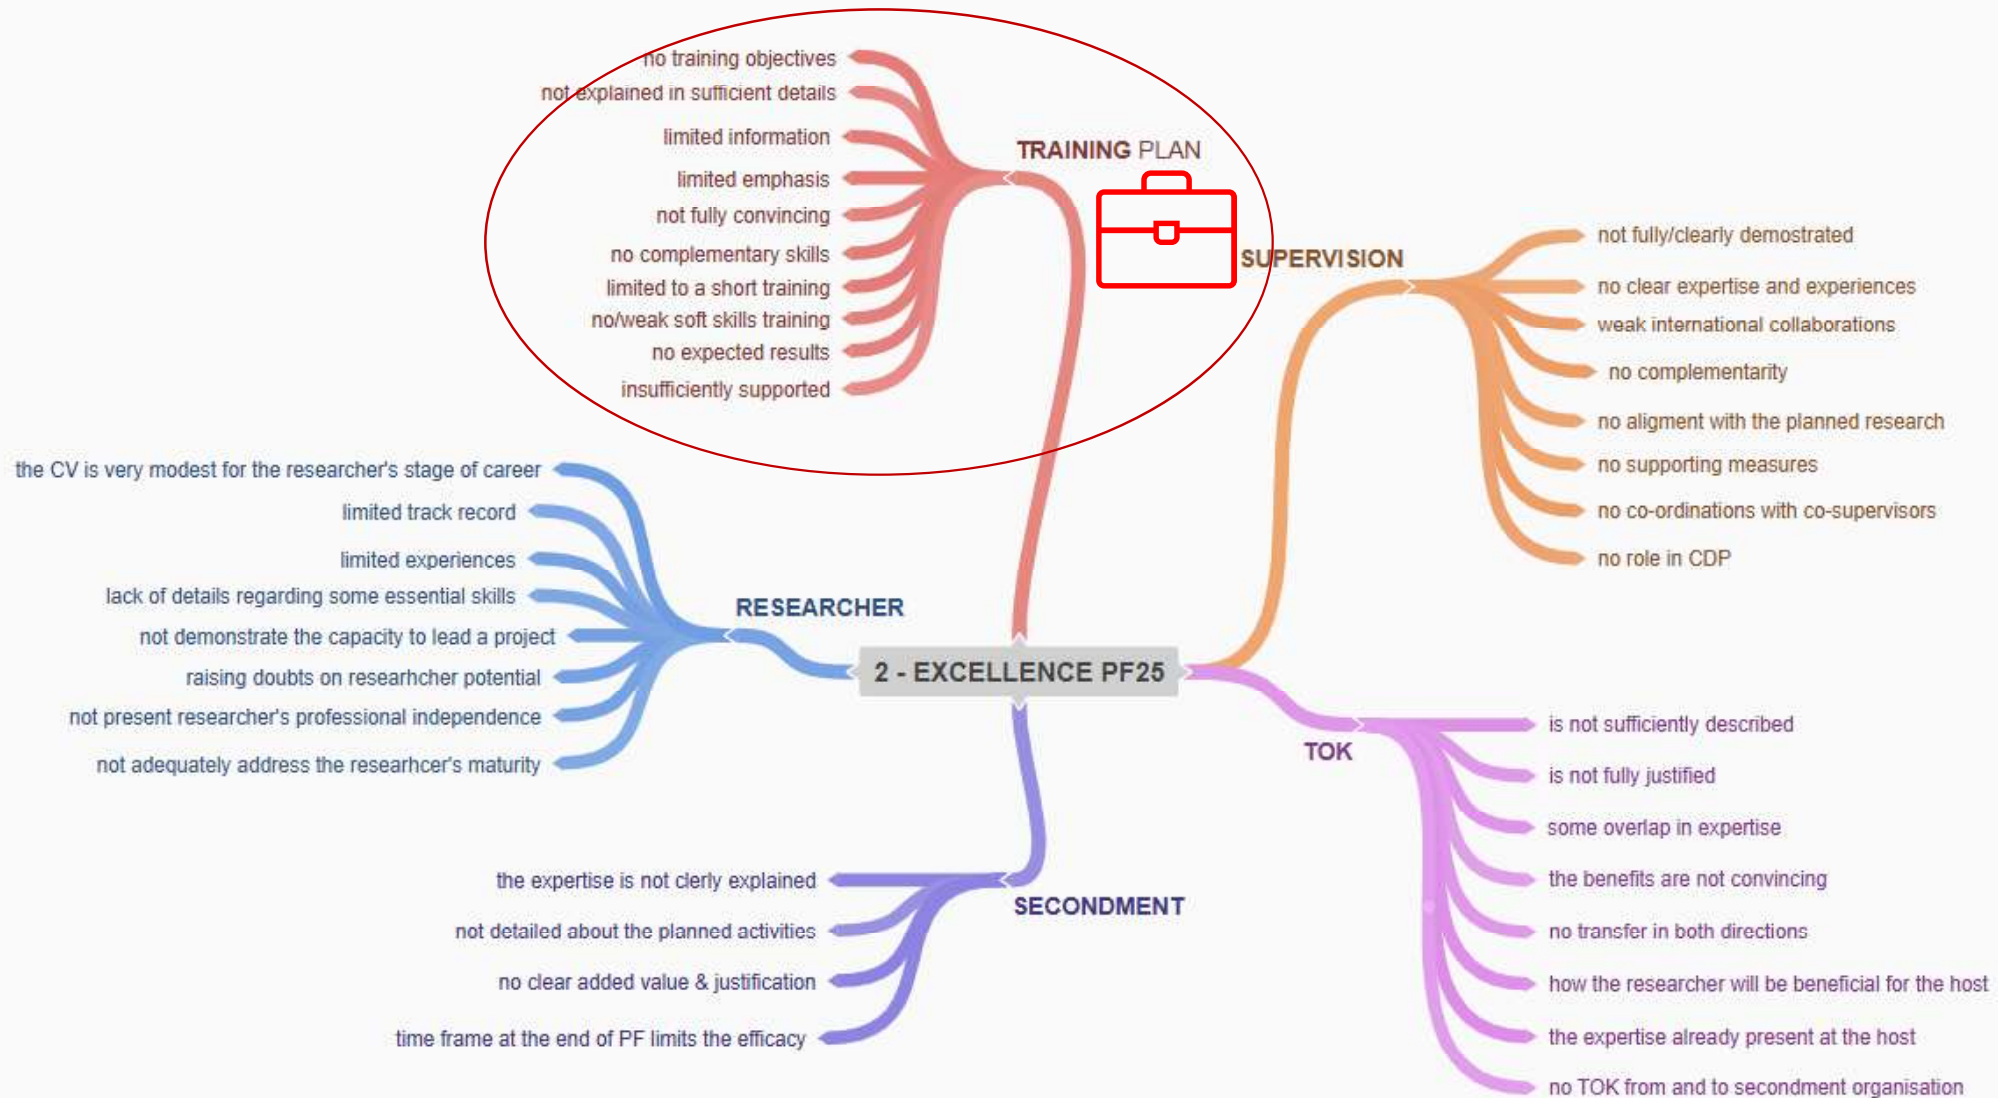 no training objectives
not explained in sufficient details
limited information
limited emphasis
not fully convincing
no complementary skills
limited to a short training
no/weak soft skills training
no expected results
insufficiently supported
TRAINING PLAN
SUPERVISION
not fully/clearly demostrated
no clear expertise and experiences
weak international collaborations
no complementarity
no aligment with the planned research
no supporting measures
no co-ordinations with co-supervisors
no role in CDP
the CV is very modest for the researcher's stage of career
limited track record
limited experiences
lack of details regarding some essential skills
not demonstrate the capacity to lead a project
raising doubts on researhcher potential
not present researcher's professional independence
not adequately address the researhcer's maturity
RESEARCHER
2 - EXCELLENCE PF25
TOK
is not sufficiently described
is not fully justified
some overlap in expertise
the benefits are not convincing
no transfer in both directions
how the researcher will be beneficial for the host
the expertise already present at the host
no TOK from and to secondment organisation
the expertise is not clerly explained
not detailed about the planned activities
no clear added value & justification
time frame at the end of PF limits the efficacy
SECONDMENT